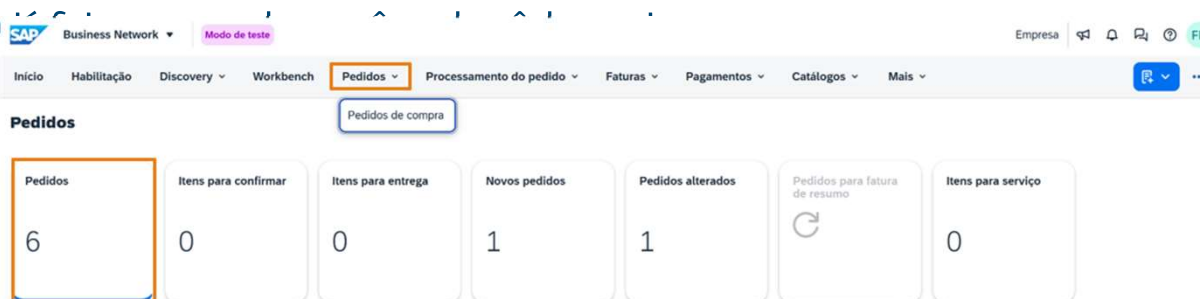 SAP Business Network Modo de teste Empresa
Início Habilitação Discovery Workbench Pedidos Processamento do pedido Faturas Pagamentos Catálogos Mais
Pedidos de compra
Pedidos
Pedidos Itens para confirmar Itens para entrega Novos pedidos Pedidos alterados Pedidos para fatura Itens para serviço
de resumo
6 0 0 1 1 0